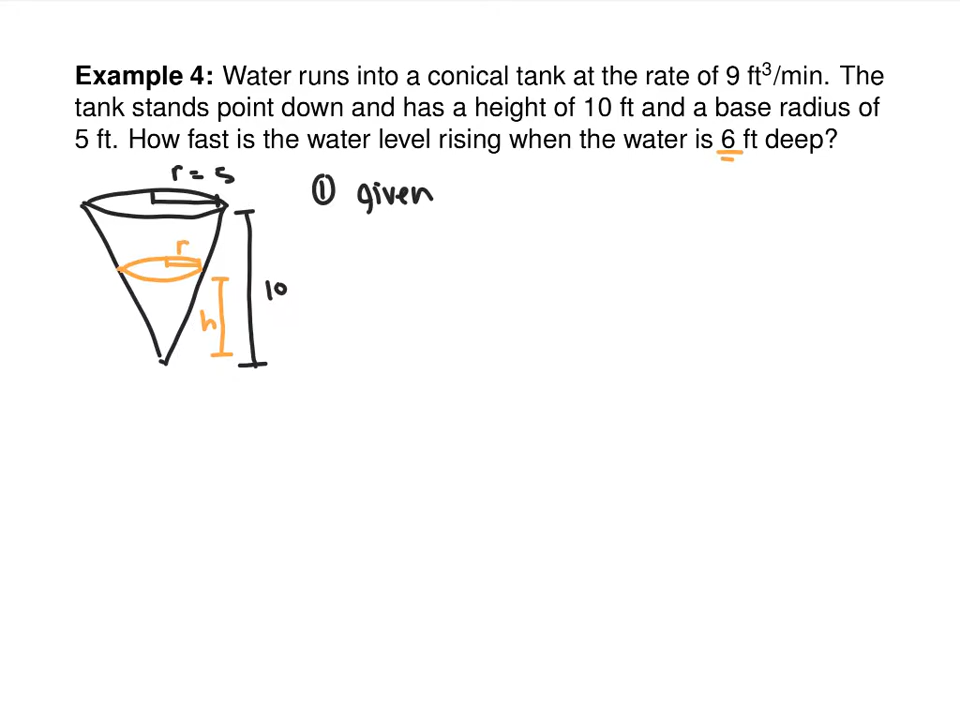 Example 4: Water runs into a conical tank at the rate of 9 ft³/min. The
tank stands point down and has a height of 10 ft and a base radius of
5 ft. How fast is the water level rising when the water is 6 ft deep?
r = 5
① given
r
10
h